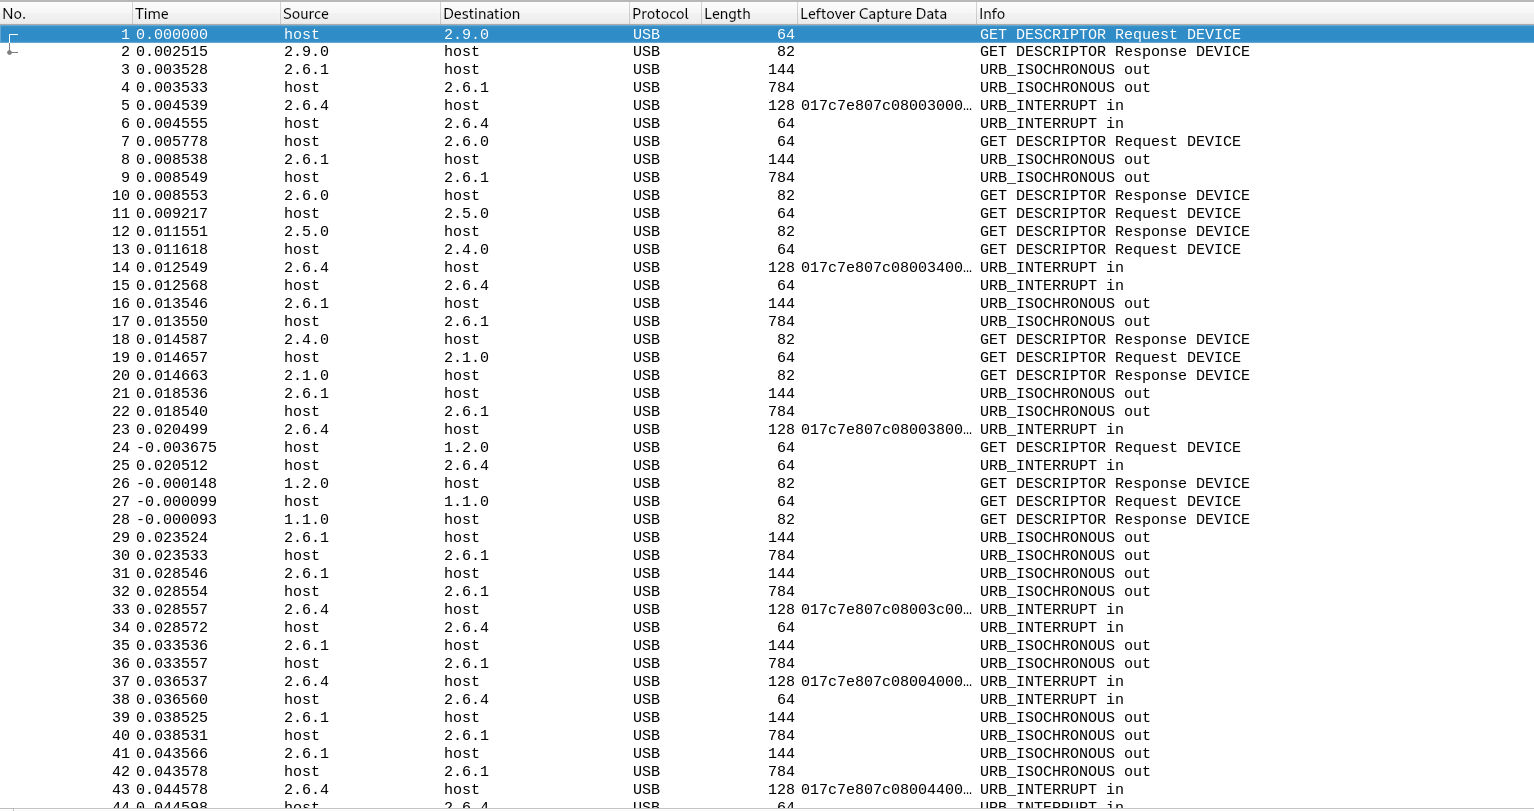 No. Time Source Destination Protocol Length Leftover Capture Data Info
1 0.000000 host 2.9.0 USB 64 GET DESCRIPTOR Request DEVICE
2 0.002515 2.9.0 host USB 82 GET DESCRIPTOR Response DEVICE
3 0.003528 2.6.1 host USB 144 URB_ISOCHRONOUS out
4 0.003533 host 2.6.1 USB 784 URB_ISOCHRONOUS out
5 0.004539 2.6.4 host USB 128 017c7e807c08003000… URB_INTERRUPT in
6 0.004555 host 2.6.4 USB 64 URB_INTERRUPT in
7 0.005778 host 2.6.0 USB 64 GET DESCRIPTOR Request DEVICE
8 0.008538 2.6.1 host USB 144 URB_ISOCHRONOUS out
9 0.008549 host 2.6.1 USB 784 URB_ISOCHRONOUS out
10 0.008553 2.6.0 host USB 82 GET DESCRIPTOR Response DEVICE
11 0.009217 host 2.5.0 USB 64 GET DESCRIPTOR Request DEVICE
12 0.011551 2.5.0 host USB 82 GET DESCRIPTOR Response DEVICE
13 0.011618 host 2.4.0 USB 64 GET DESCRIPTOR Request DEVICE
14 0.012549 2.6.4 host USB 128 017c7e807c08003400… URB_INTERRUPT in
15 0.012568 host 2.6.4 USB 64 URB_INTERRUPT in
16 0.013546 2.6.1 host USB 144 URB_ISOCHRONOUS out
17 0.013550 host 2.6.1 USB 784 URB_ISOCHRONOUS out
18 0.014587 2.4.0 host USB 82 GET DESCRIPTOR Response DEVICE
19 0.014657 host 2.1.0 USB 64 GET DESCRIPTOR Request DEVICE
20 0.014663 2.1.0 host USB 82 GET DESCRIPTOR Response DEVICE
21 0.018536 2.6.1 host USB 144 URB_ISOCHRONOUS out
22 0.018540 host 2.6.1 USB 784 URB_ISOCHRONOUS out
23 0.020499 2.6.4 host USB 128 017c7e807c08003800… URB_INTERRUPT in
24 -0.003675 host 1.2.0 USB 64 GET DESCRIPTOR Request DEVICE
25 0.020512 host 2.6.4 USB 64 URB_INTERRUPT in
26 -0.000148 1.2.0 host USB 82 GET DESCRIPTOR Response DEVICE
27 -0.000099 host 1.1.0 USB 64 GET DESCRIPTOR Request DEVICE
28 -0.000093 1.1.0 host USB 82 GET DESCRIPTOR Response DEVICE
29 0.023524 2.6.1 host USB 144 URB_ISOCHRONOUS out
30 0.023533 host 2.6.1 USB 784 URB_ISOCHRONOUS out
31 0.028546 2.6.1 host USB 144 URB_ISOCHRONOUS out
32 0.028554 host 2.6.1 USB 784 URB_ISOCHRONOUS out
33 0.028557 2.6.4 host USB 128 017c7e807c08003c00… URB_INTERRUPT in
34 0.028572 host 2.6.4 USB 64 URB_INTERRUPT in
35 0.033536 2.6.1 host USB 144 URB_ISOCHRONOUS out
36 0.033557 host 2.6.1 USB 784 URB_ISOCHRONOUS out
37 0.036537 2.6.4 host USB 128 017c7e807c08004000… URB_INTERRUPT in
38 0.036560 host 2.6.4 USB 64 URB_INTERRUPT in
39 0.038525 2.6.1 host USB 144 URB_ISOCHRONOUS out
40 0.038531 host 2.6.1 USB 784 URB_ISOCHRONOUS out
41 0.043566 2.6.1 host USB 144 URB_ISOCHRONOUS out
42 0.043578 host 2.6.1 USB 784 URB_ISOCHRONOUS out
43 0.044578 2.6.4 host USB 128 017c7e807c08004400… URB_INTERRUPT in
44 0.044598 host 2.6.4 USB 64 URB_INTERRUPT in